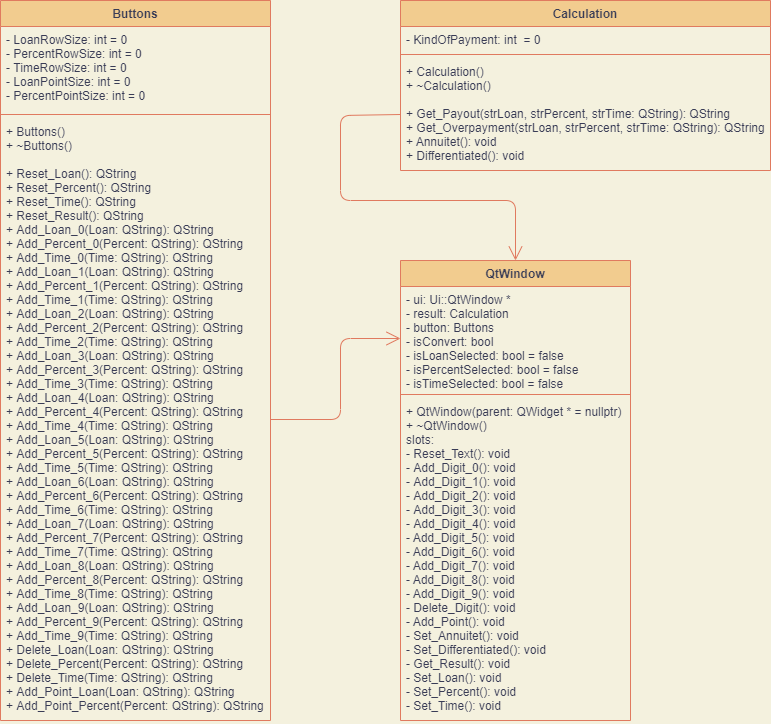 Buttons
- LoanRowSize: int = 0
- PercentRowSize: int = 0
- TimeRowSize: int = 0
- LoanPointSize: int = 0
- PercentPointSize: int = 0
+ Buttons()
+ ~Buttons()
+ Reset_Loan(): QString
+ Reset_Percent(): QString
+ Reset_Time(): QString
+ Reset_Result(): QString
+ Add_Loan_0(Loan: QString): QString
+ Add_Percent_0(Percent: QString): QString
+ Add_Time_0(Time: QString): QString
+ Add_Loan_1(Loan: QString): QString
+ Add_Percent_1(Percent: QString): QString
+ Add_Time_1(Time: QString): QString
+ Add_Loan_2(Loan: QString): QString
+ Add_Percent_2(Percent: QString): QString
+ Add_Time_2(Time: QString): QString
+ Add_Loan_3(Loan: QString): QString
+ Add_Percent_3(Percent: QString): QString
+ Add_Time_3(Time: QString): QString
+ Add_Loan_4(Loan: QString): QString
+ Add_Percent_4(Percent: QString): QString
+ Add_Time_4(Time: QString): QString
+ Add_Loan_5(Loan: QString): QString
+ Add_Percent_5(Percent: QString): QString
+ Add_Time_5(Time: QString): QString
+ Add_Loan_6(Loan: QString): QString
+ Add_Percent_6(Percent: QString): QString
+ Add_Time_6(Time: QString): QString
+ Add_Loan_7(Loan: QString): QString
+ Add_Percent_7(Percent: QString): QString
+ Add_Time_7(Time: QString): QString
+ Add_Loan_8(Loan: QString): QString
+ Add_Percent_8(Percent: QString): QString
+ Add_Time_8(Time: QString): QString
+ Add_Loan_9(Loan: QString): QString
+ Add_Percent_9(Percent: QString): QString
+ Add_Time_9(Time: QString): QString
+ Delete_Loan(Loan: QString): QString
+ Delete_Percent(Percent: QString): QString
+ Delete_Time(Time: QString): QString
+ Add_Point_Loan(Loan: QString): QString
+ Add_Point_Percent(Percent: QString): QString
Calculation
- KindOfPayment: int = 0
+ Calculation()
+ ~Calculation()
+ Get_Payout(strLoan, strPercent, strTime: QString): QString
+ Get_Overpayment(strLoan, strPercent, strTime: QString): QString
+ Annuitet(): void
+ Differentiated(): void
QtWindow
- ui: Ui::QtWindow *
- result: Calculation
- button: Buttons
- isConvert: bool
- isLoanSelected: bool = false
- isPercentSelected: bool = false
- isTimeSelected: bool = false
+ QtWindow(parent: QWidget * = nullptr)
+ ~QtWindow()
slots:
- Reset_Text(): void
- Add_Digit_0(): void
- Add_Digit_1(): void
- Add_Digit_2(): void
- Add_Digit_3(): void
- Add_Digit_4(): void
- Add_Digit_5(): void
- Add_Digit_6(): void
- Add_Digit_7(): void
- Add_Digit_8(): void
- Add_Digit_9(): void
- Delete_Digit(): void
- Add_Point(): void
- Set_Annuitet(): void
- Set_Differentiated(): void
- Get_Result(): void
- Set_Loan(): void
- Set_Percent(): void
- Set_Time(): void